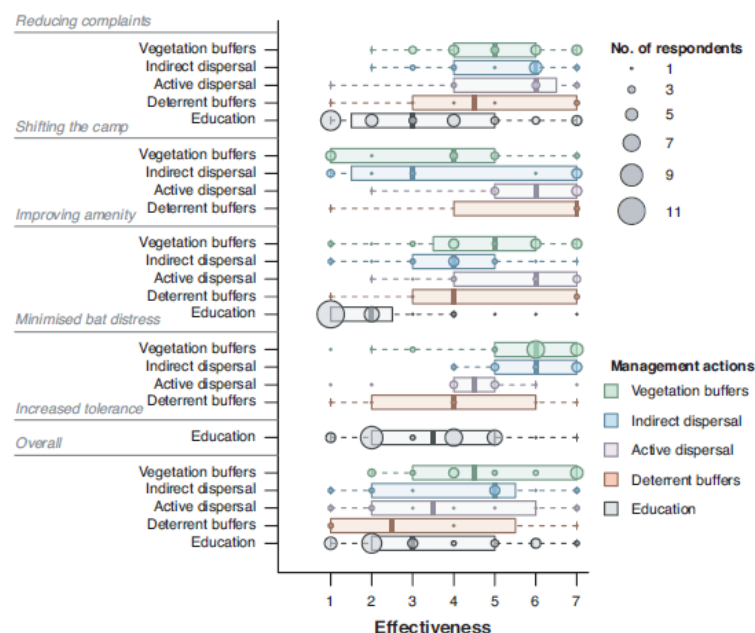 Reducing complaints
Vegetation buffers
Indirect dispersal
Active dispersal
Deterrent buffers
Education
Shifting the camp
Vegetation buffers
Indirect dispersal
Active dispersal
Deterrent buffers
Improving amenity
Vegetation buffers
Indirect dispersal
Active dispersal
Deterrent buffers
Education
Minimised bat distress
Vegetation buffers
Indirect dispersal
Active dispersal
Deterrent buffers
Increased tolerance
Education
Overall
Vegetation buffers
Indirect dispersal
Active dispersal
Deterrent buffers
Education
1 2 3 4 5 6 7
Effectiveness
No. of respondents
1
3
5
7
9
11
Management actions
Vegetation buffers
Indirect dispersal
Active dispersal
Deterrent buffers
Education